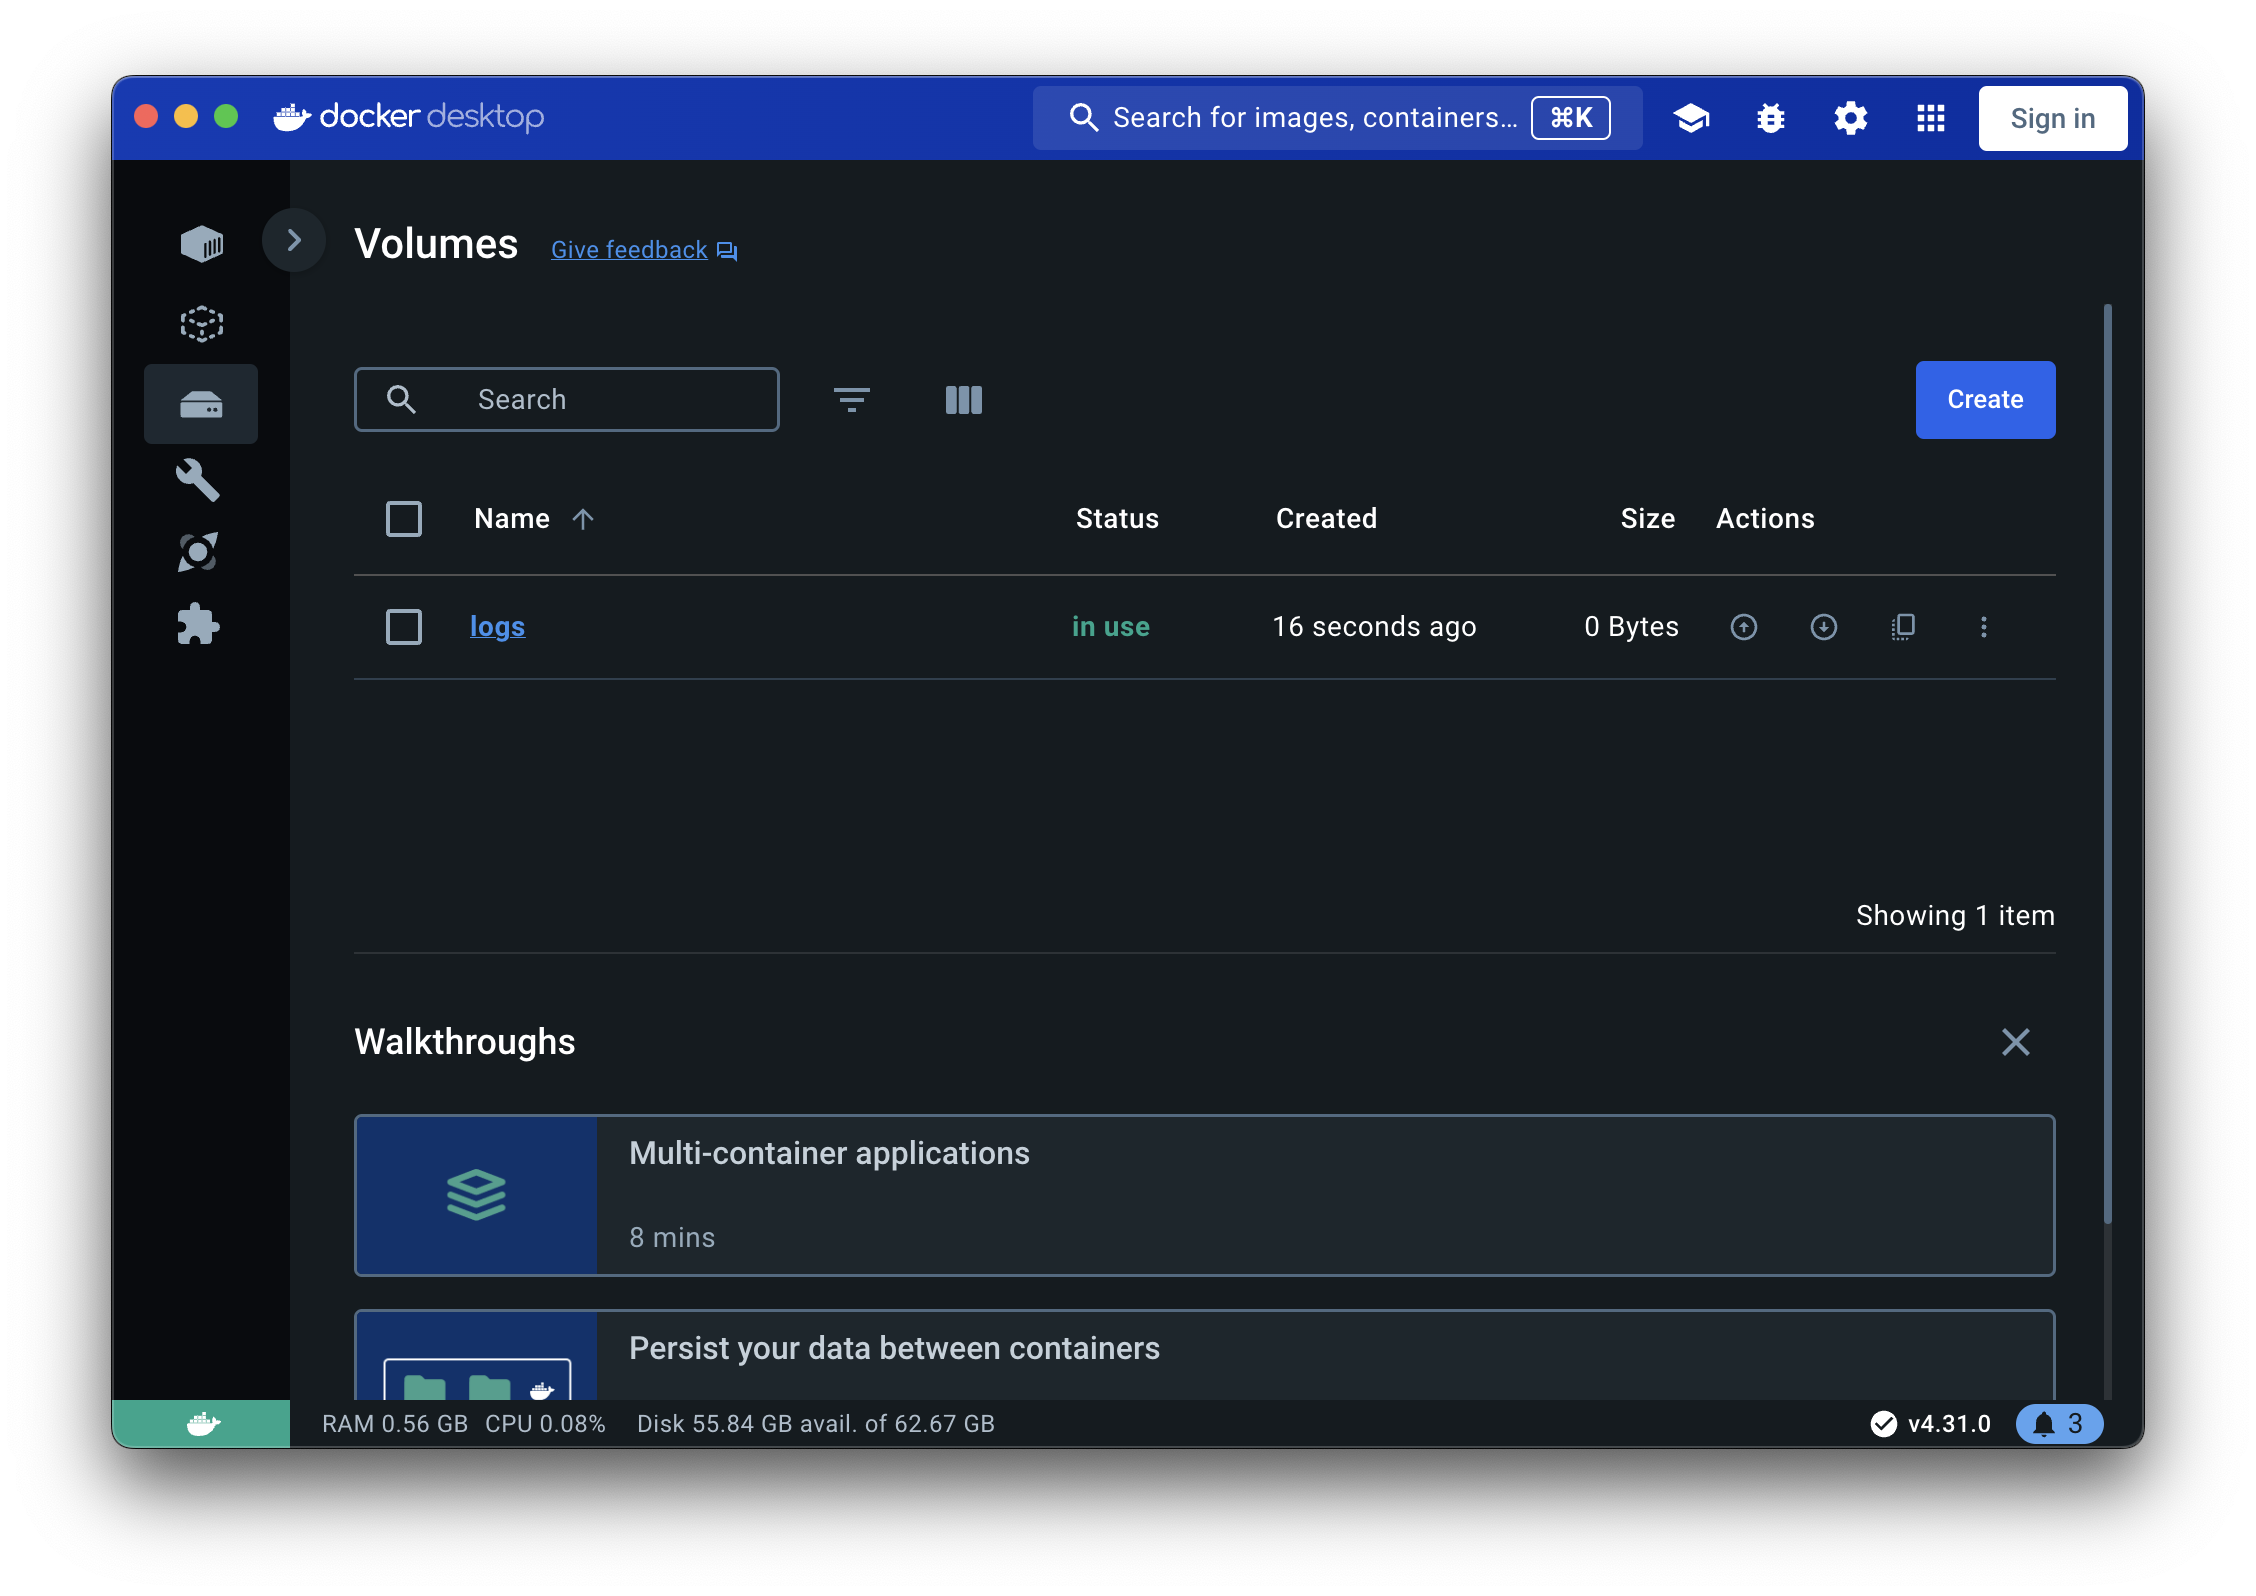 docker desktop
Search for images, containers... ⌘K
Sign in
Volumes Give feedback
Search
Create
Name Status Created Size Actions
logs in use 16 seconds ago 0 Bytes
Showing 1 item
Walkthroughs
Multi-container applications
8 mins
Persist your data between containers
RAM 0.56 GB CPU 0.08% Disk 55.84 GB avail. of 62.67 GB v4.31.0 3